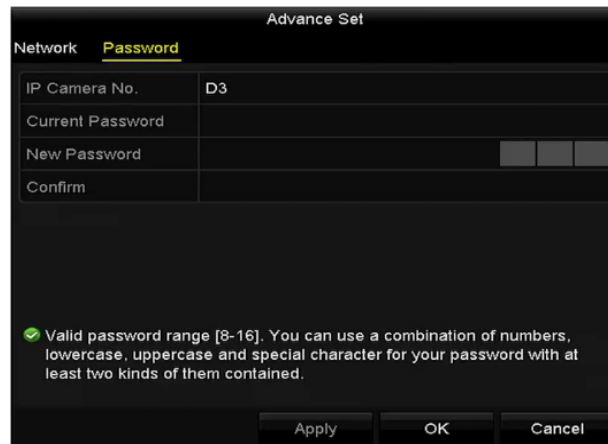 Advance Set
Network Password
IP Camera No. D3
Current Password
New Password
Confirm
Valid password range [8-16]. You can use a combination of numbers,
lowercase, uppercase and special character for your password with at
least two kinds of them contained.
Apply OK Cancel